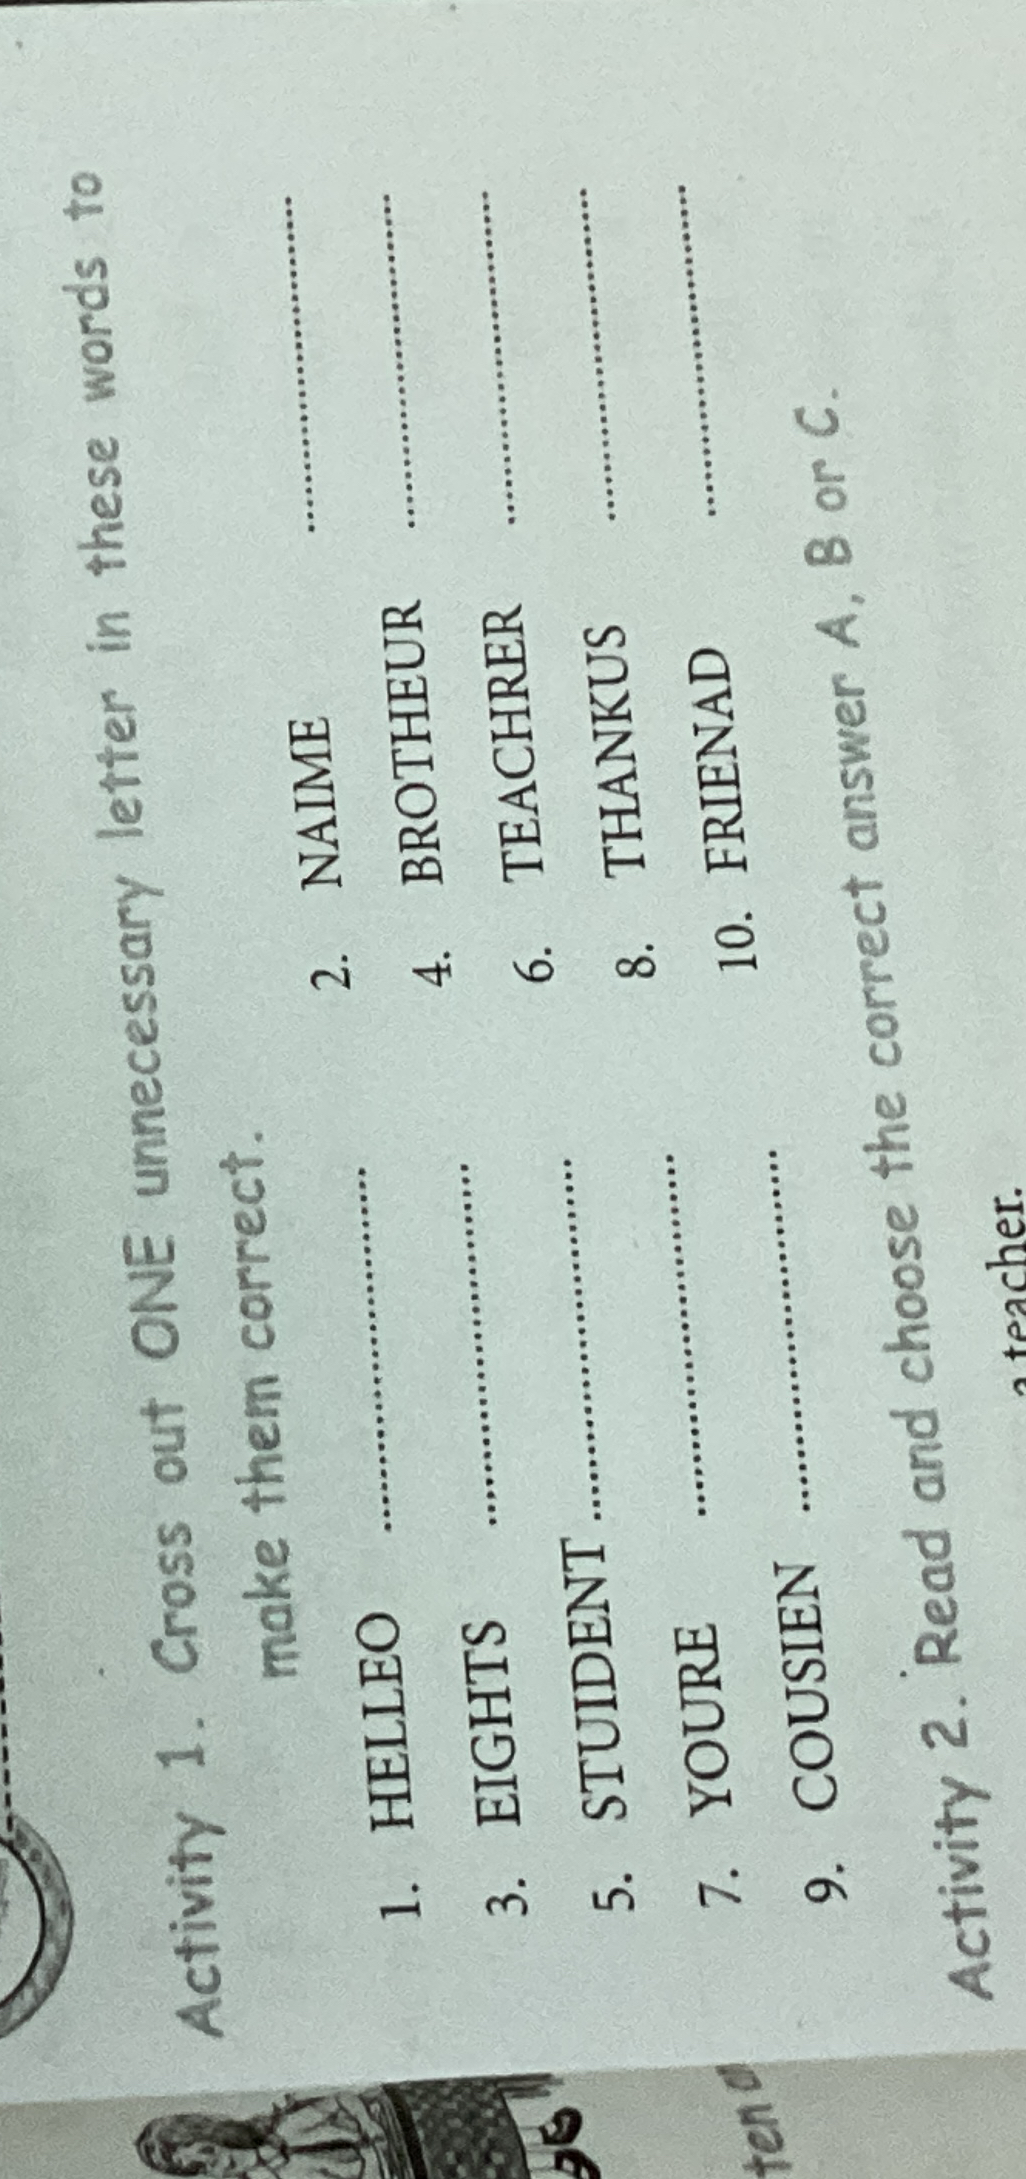 Activity 1. Cross out ONE unnecessary letter in these words to
make them correct.
1. HELLEO .................... 2. NAIME ....................
3. EIGHTS .................... 4. BROTHEUR ....................
5. STUIDENT .................... 6. TEACHRER ....................
7. YOURE .................... 8. THANKUS ....................
9. COUSIEN .................... 10. FRIENAD ....................
Activity 2. Read and choose the correct answer A, B or C.
a teacher.